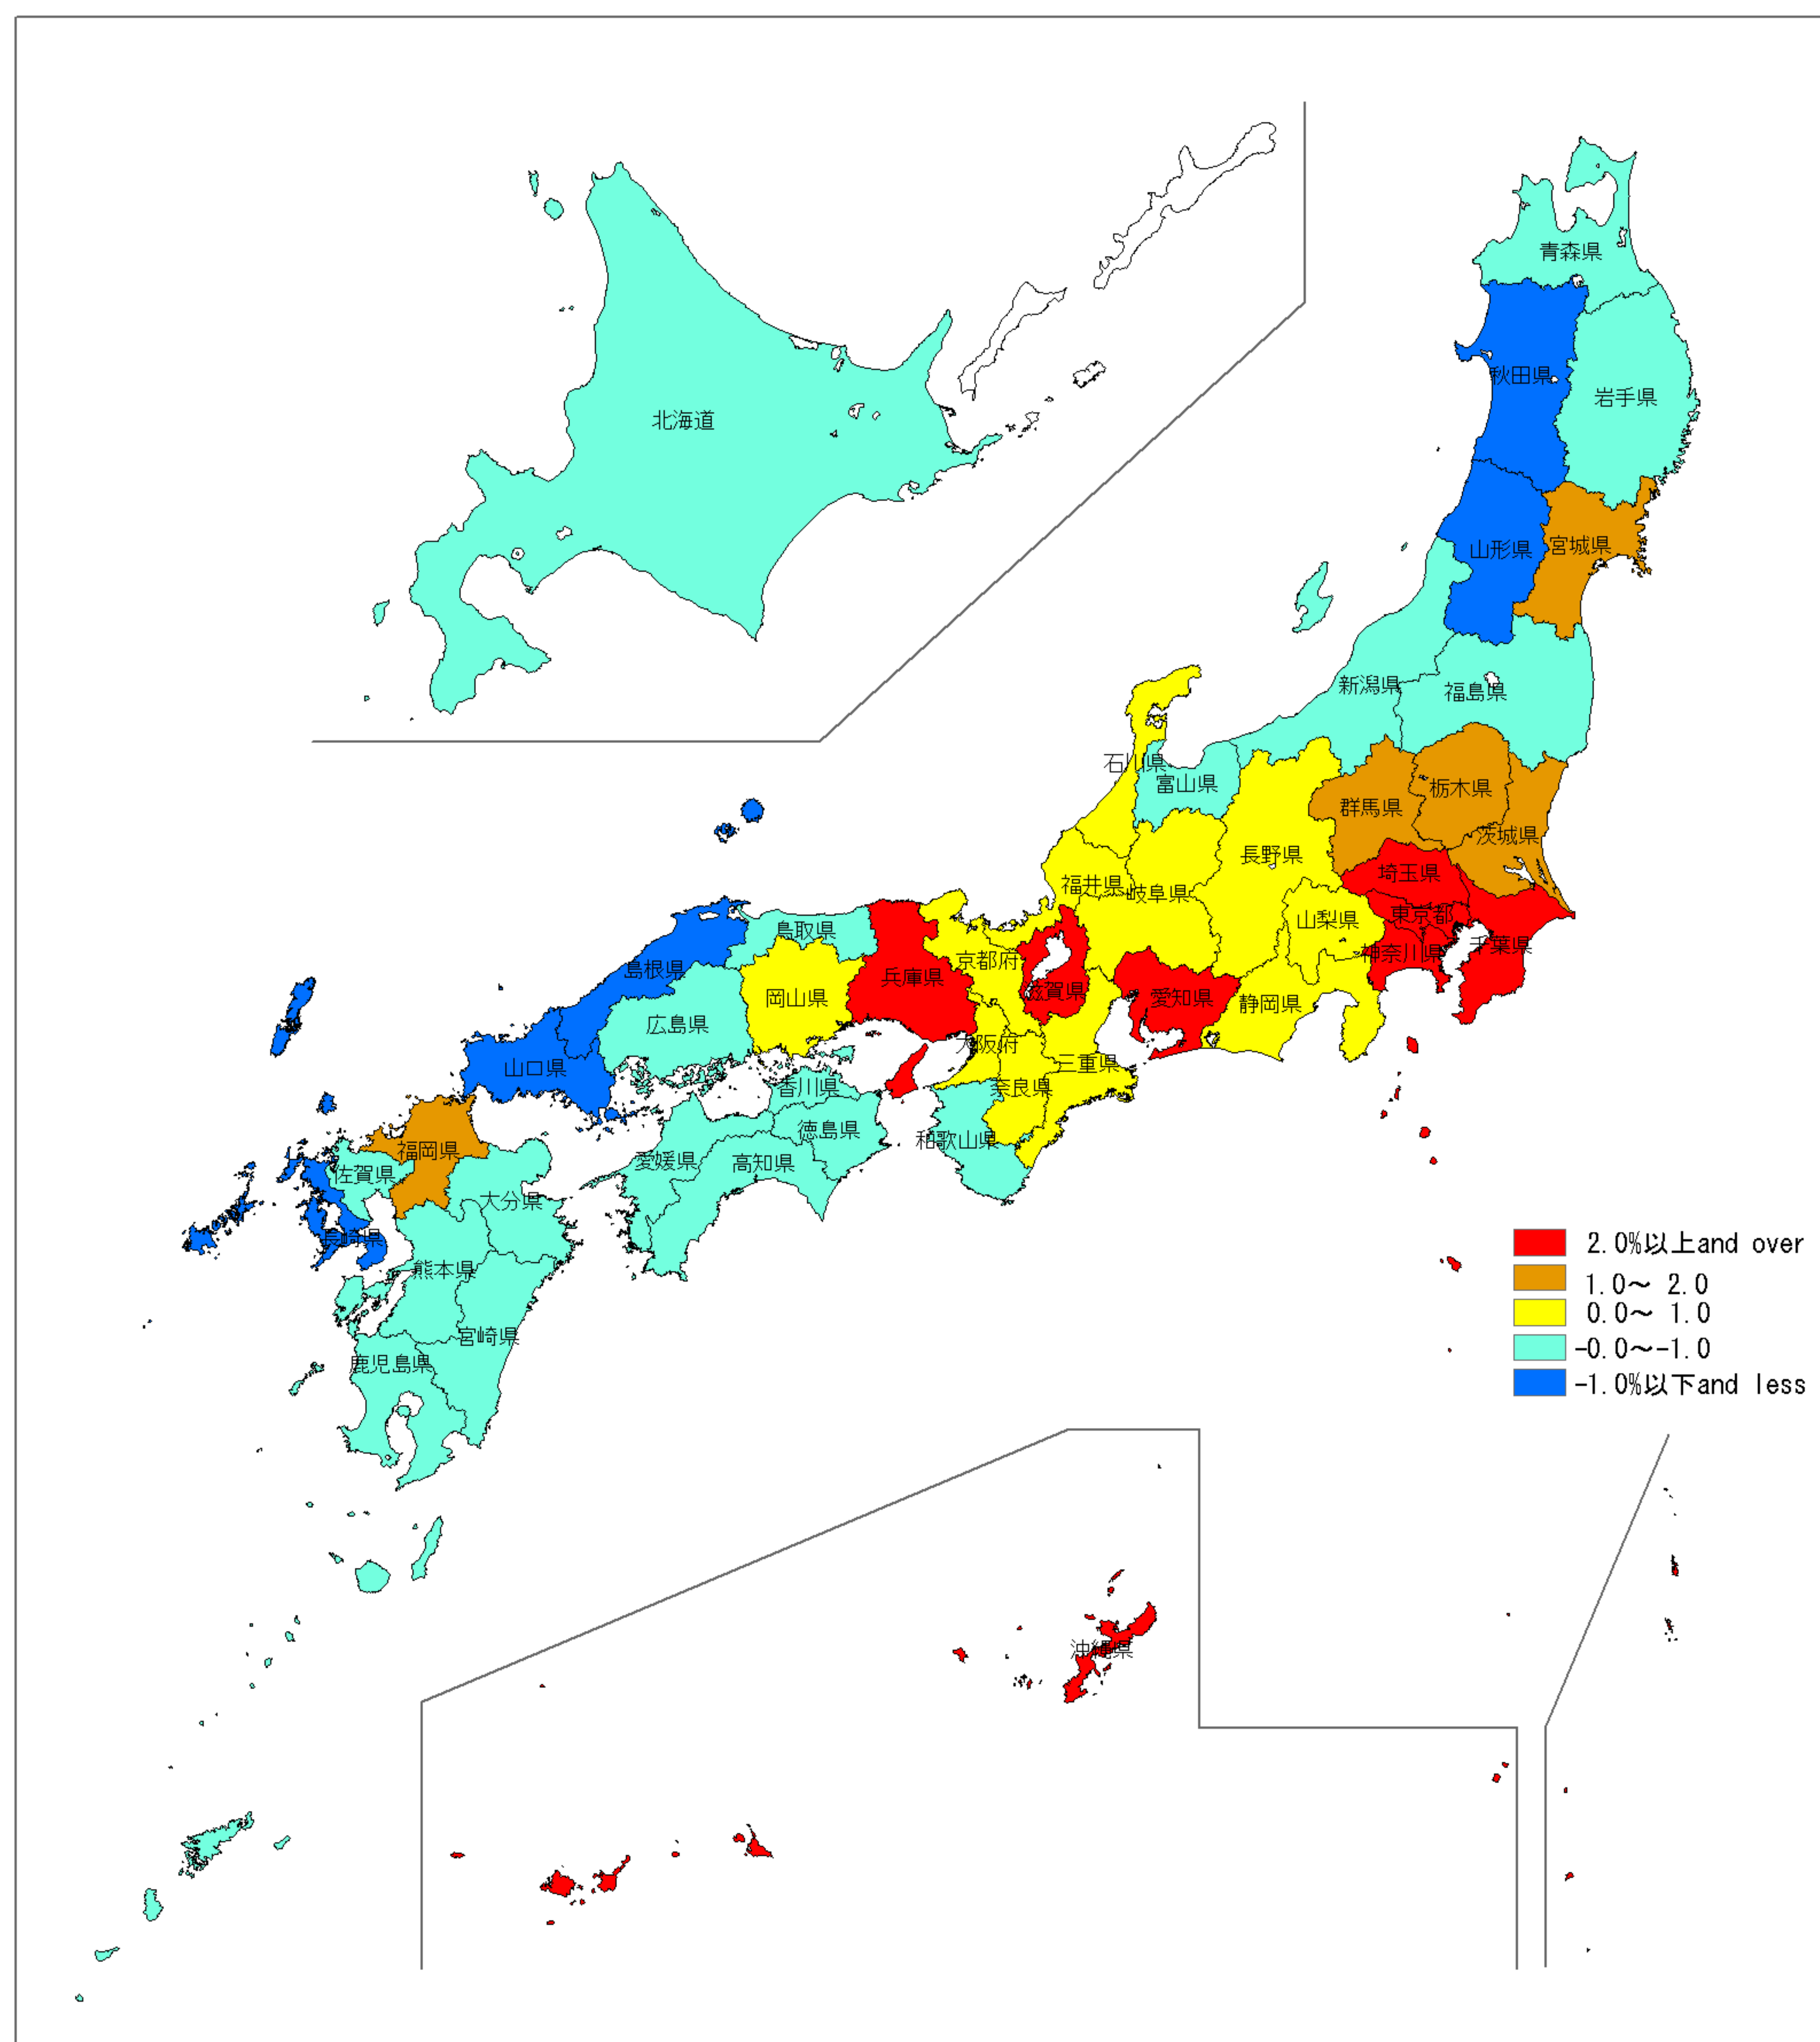 北海道
青森県
秋田県
岩手県
山形県
宮城県
新潟県
福島県
石川県
富山県
群馬県
栃木県
茨城県
長野県
福井県
岐阜県
埼玉県
山梨県
東京都
神奈川県
千葉県
鳥取県
島根県
京都府
兵庫県
滋賀県
愛知県
静岡県
岡山県
広島県
大阪府
三重県
山口県
香川県
奈良県
徳島県
和歌山県
福岡県
愛媛県
高知県
佐賀県
大分県
長崎県
熊本県
宮崎県
鹿児島県
沖縄県
2.0%以上and over
1.0～ 2.0
0.0～ 1.0
-0.0～-1.0
-1.0%以下and less